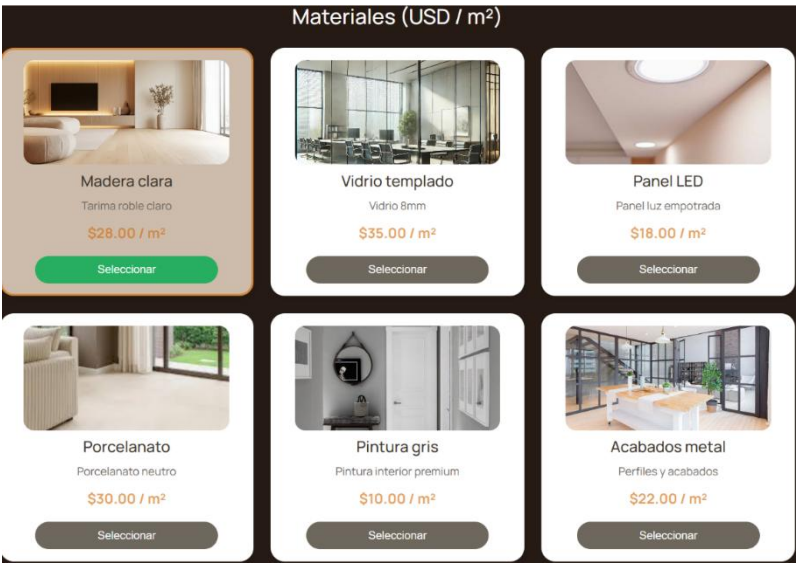 Materiales (USD / m²)
Madera clara
Tarima roble claro
$28.00 / m²
Seleccionar
Vidrio templado
Vidrio 8mm
$35.00 / m²
Seleccionar
Panel LED
Panel luz empotrada
$18.00 / m²
Seleccionar
Porcelanato
Porcelanato neutro
$30.00 / m²
Seleccionar
Pintura gris
Pintura interior premium
$10.00 / m²
Seleccionar
Acabados metal
Perfiles y acabados
$22.00 / m²
Seleccionar